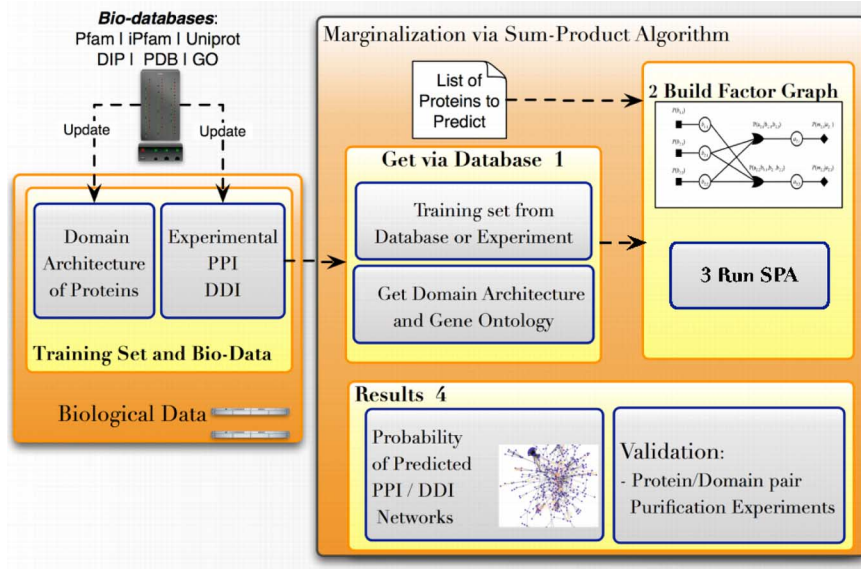 Bio-databases:
Pfam | iPfam | Uniprot
DIP | PDB | GO
Update
Update
Domain
Architecture
of Proteins
Experimental
PPI
DDI
Training Set and Bio-Data
Biological Data
Marginalization via Sum-Product Algorithm
List of
Proteins to
Predict
Get via Database 1
Training set from
Database or Experiment
Get Domain Architecture
and Gene Ontology
2 Build Factor Graph
3 Run SPA
Results 4
Probability
of Predicted
PPI / DDI
Networks
Validation:
- Protein/Domain pair
Purification Experiments